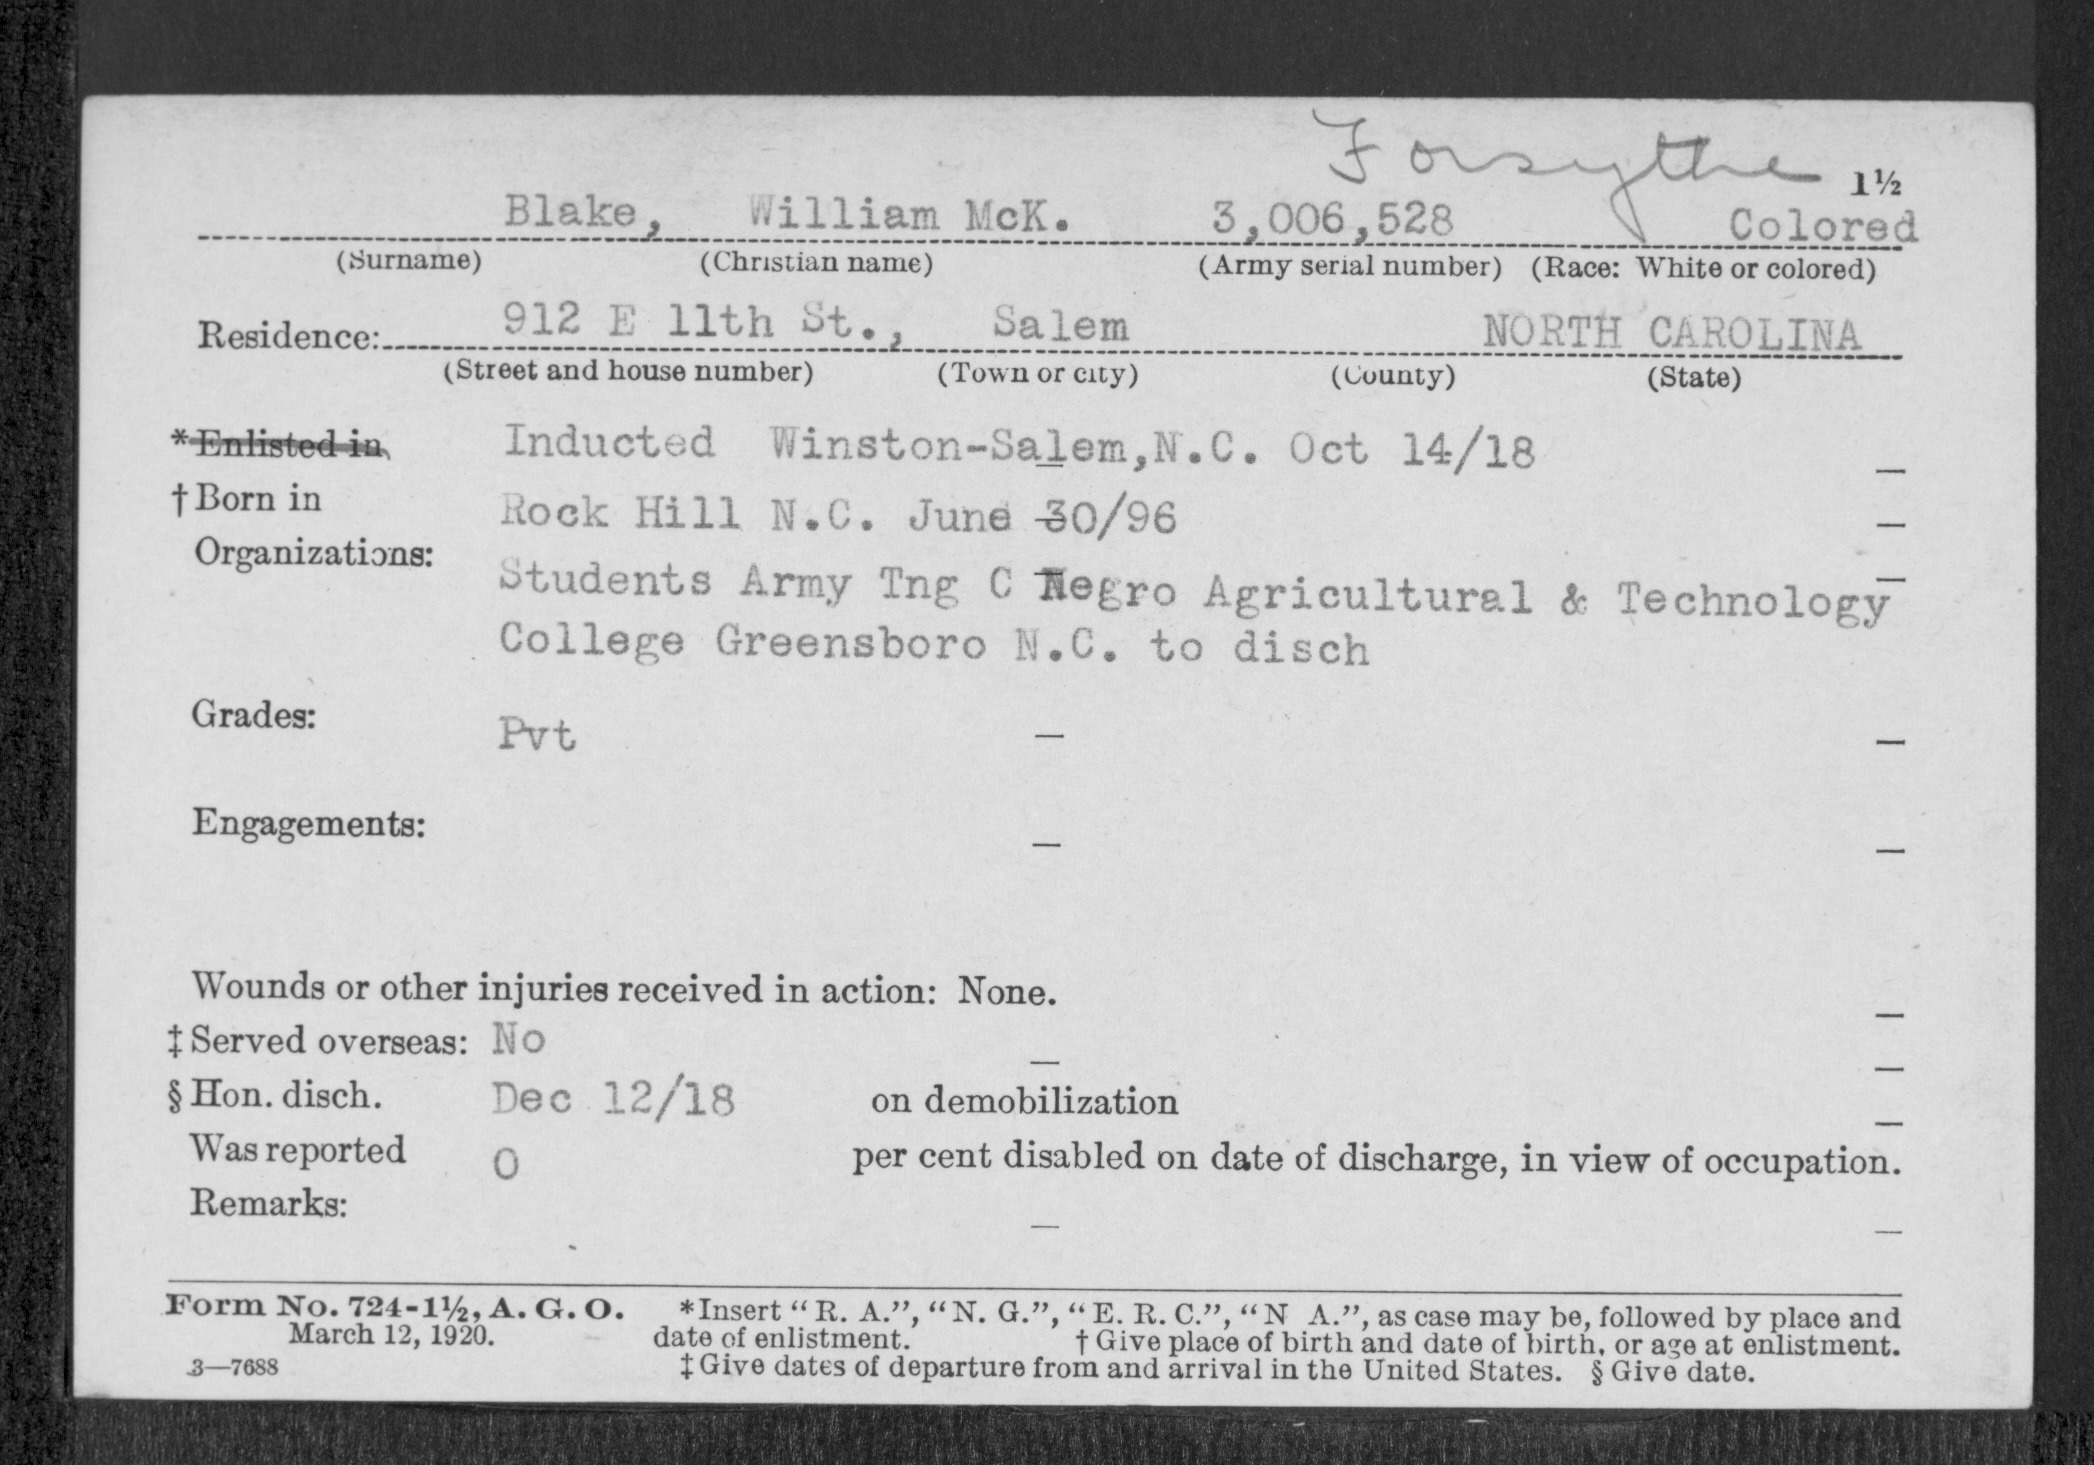 Forsythe
1½
Blake, William McK. 3,006,528 Colored
(Surname) (Christian name) (Army serial number) (Race: White or colored)
Residence: 912 E 11th St., Salem NORTH CAROLINA
(Street and house number) (Town or city) (County) (State)
*Enlisted in Inducted Winston-Salem,N.C. Oct 14/18
†Born in Rock Hill N.C. June 30/96
Organizations: Students Army Tng C Negro Agricultural & Technology
College Greensboro N.C. to disch
Grades: Pvt
Engagements:
Wounds or other injuries received in action: None.
‡Served overseas: No
§Hon. disch. Dec 12/18 on demobilization
Was reported 0 per cent disabled on date of discharge, in view of occupation.
Remarks:
Form No. 724-1½, A. G. O. *Insert "R. A.", "N. G.", "E. R. C.", "N A.", as case may be, followed by place and
March 12, 1920. date of enlistment. †Give place of birth and date of birth, or age at enlistment.
3—7688 ‡Give dates of departure from and arrival in the United States. §Give date.